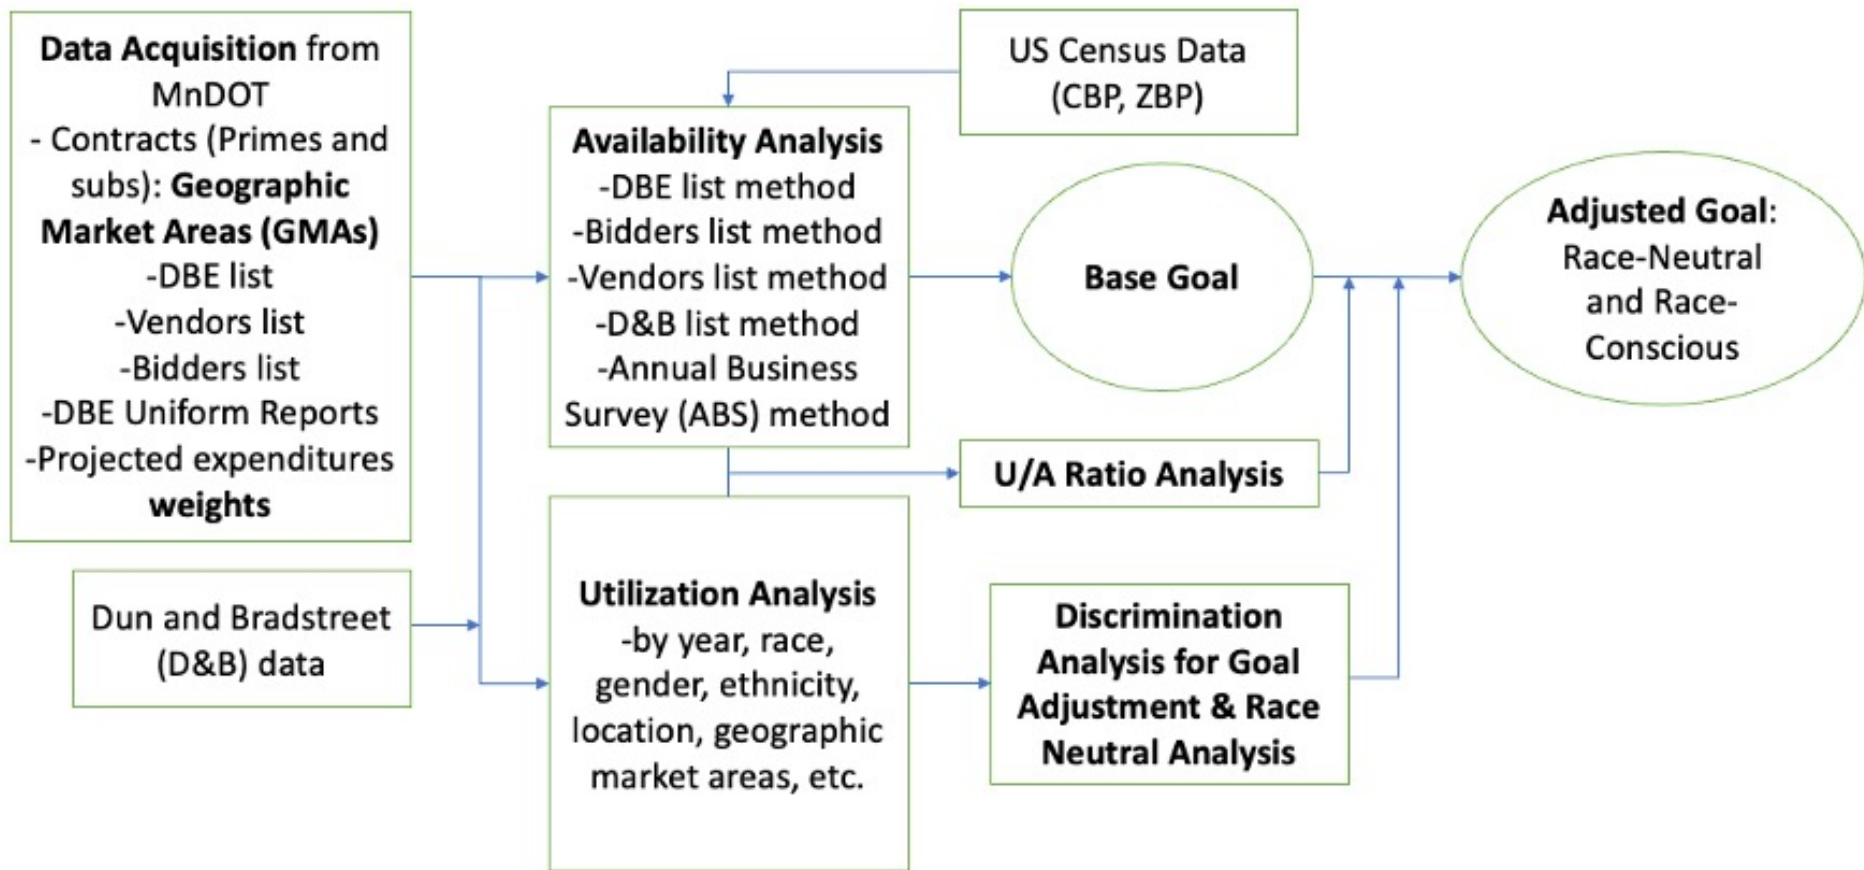 Data Acquisition from
MnDOT
- Contracts (Primes and
subs): Geographic
Market Areas (GMAs)
-DBE list
-Vendors list
-Bidders list
-DBE Uniform Reports
-Projected expenditures
weights
Dun and Bradstreet
(D&B) data
US Census Data
(CBP, ZBP)
Availability Analysis
-DBE list method
-Bidders list method
-Vendors list method
-D&B list method
-Annual Business
Survey (ABS) method
Utilization Analysis
-by year, race,
gender, ethnicity,
location, geographic
market areas, etc.
Base Goal
U/A Ratio Analysis
Discrimination
Analysis for Goal
Adjustment & Race
Neutral Analysis
Adjusted Goal:
Race-Neutral
and Race-
Conscious